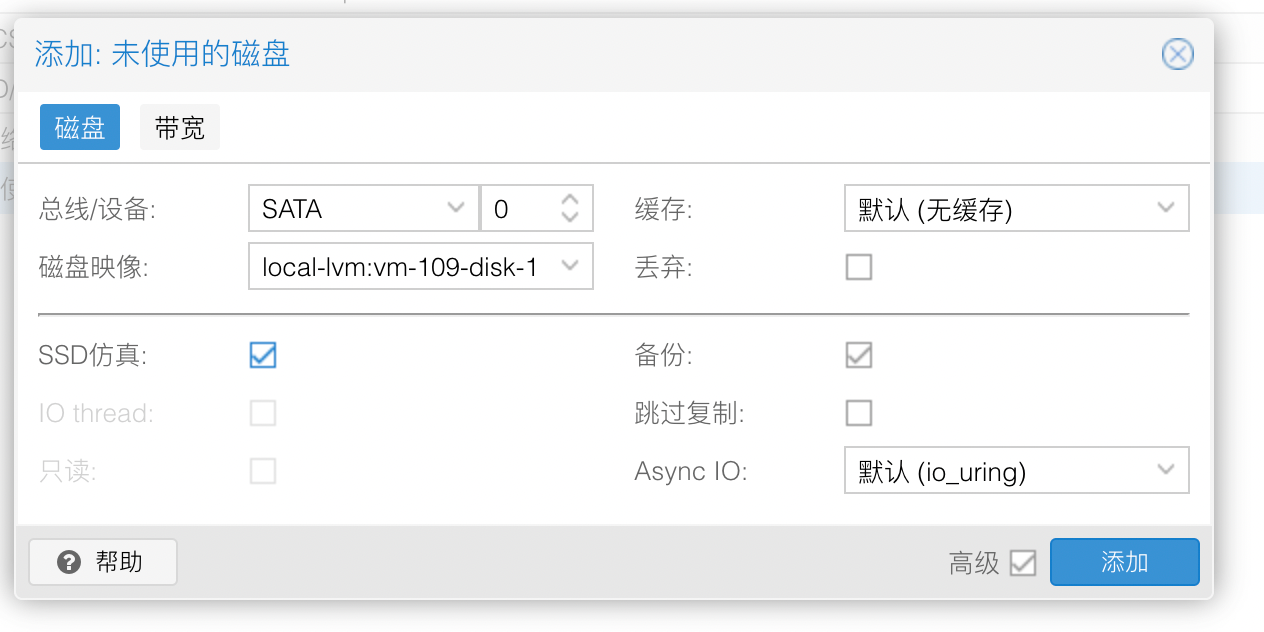 添加: 未使用的磁盘
磁盘 带宽
总线/设备: SATA 0 缓存: 默认 (无缓存)
磁盘映像: local-lvm:vm-109-disk-1 丢弃:
SSD仿真: 备份:
IO thread: 跳过复制:
只读: Async IO: 默认 (io_uring)
帮助 高级 添加